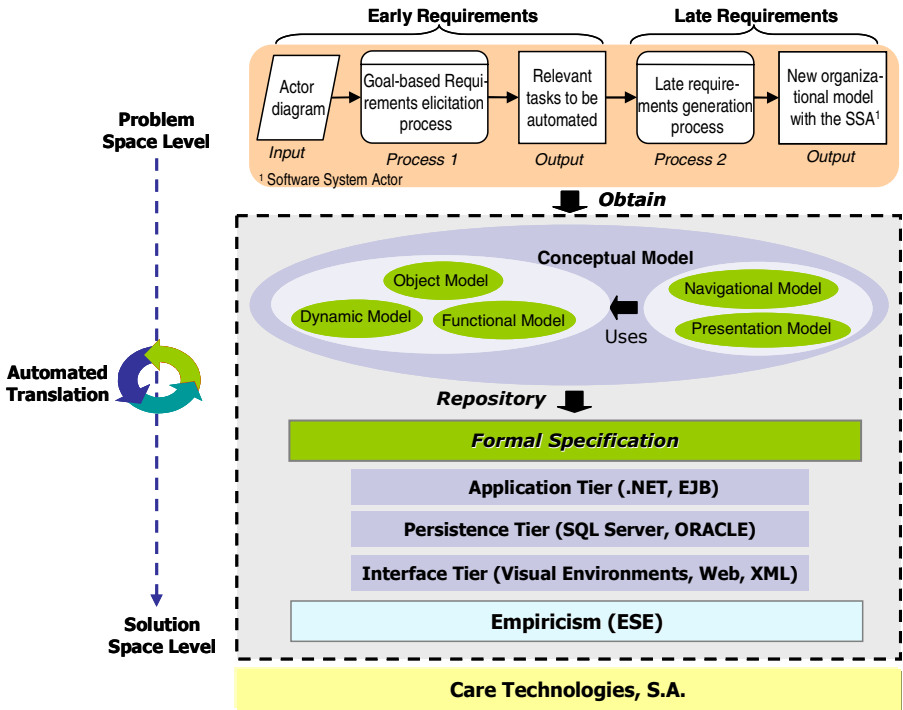 Early Requirements
Late Requirements
Actor
diagram
Goal-based Requi-
rements elicitation
process
Relevant
tasks to be
automated
Late require-
ments generation
process
New organiza-
tional model
with the SSA1
Input
Process 1
Output
Process 2
Output
1 Software System Actor
Problem
Space Level
Obtain
Conceptual Model
Object Model
Dynamic Model
Functional Model
Uses
Navigational Model
Presentation Model
Automated
Translation
Repository
Formal Specification
Application Tier (.NET, EJB)
Persistence Tier (SQL Server, ORACLE)
Interface Tier (Visual Environments, Web, XML)
Solution
Space Level
Empiricism (ESE)
Care Technologies, S.A.